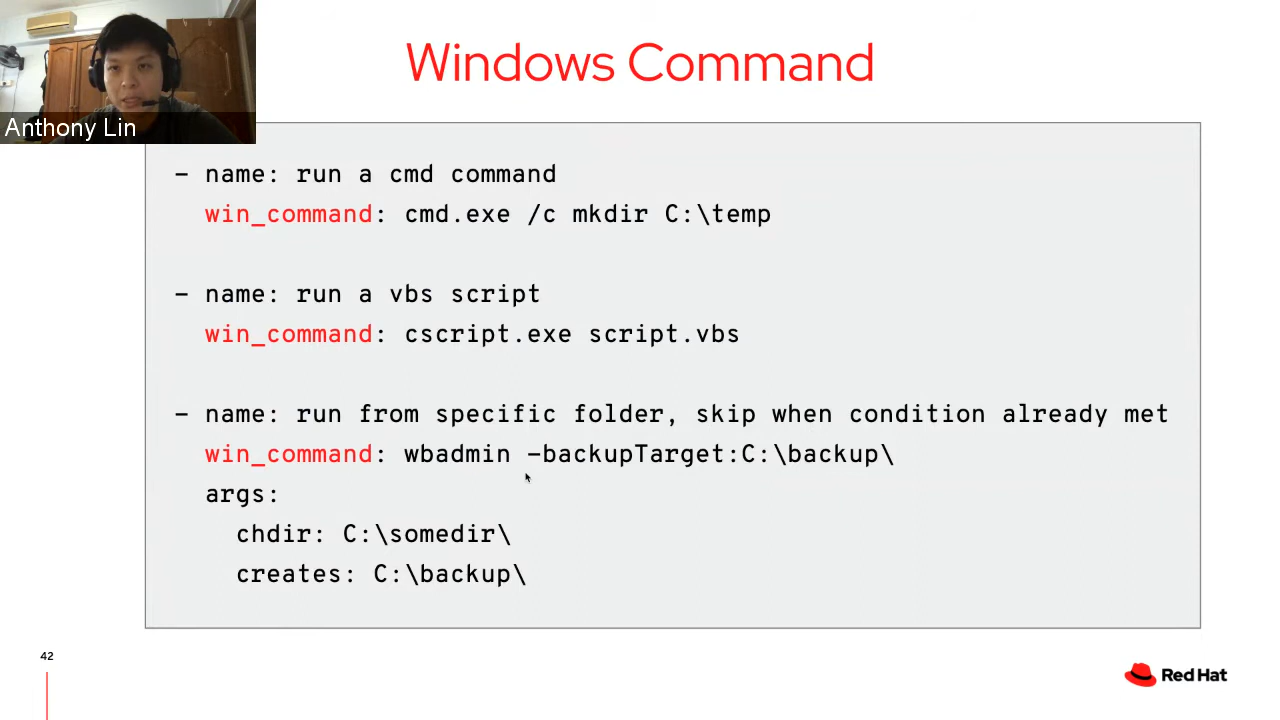 Windows Command
Anthony Lin
- name: run a cmd command
win_command: cmd.exe /c mkdir C:\temp
- name: run a vbs script
win_command: cscript.exe script.vbs
- name: run from specific folder, skip when condition already met
win_command: wbadmin -backupTarget:C:\backup\
args:
chdir: C:\somedir\
creates: C:\backup\
42
Red Hat